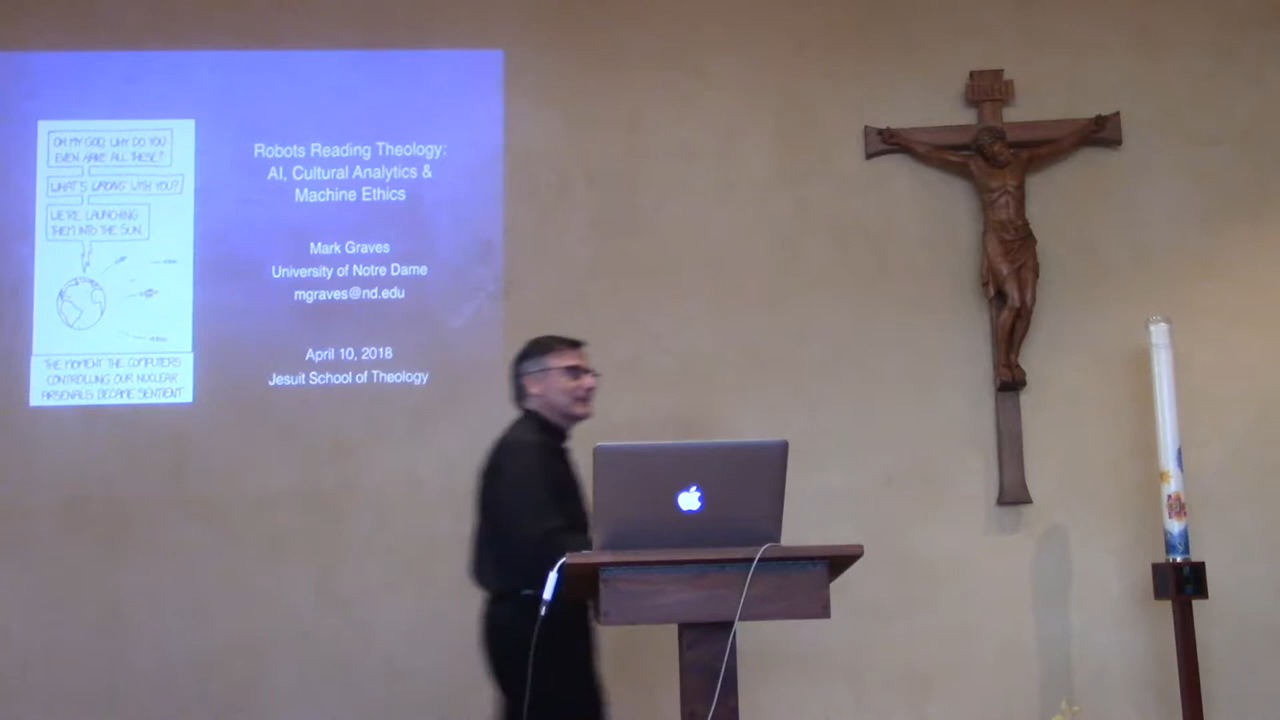 OH MY GOD, WHY DO YOU
EVEN HAVE ALL THESE?
WHAT'S WRONG WITH YOU?
WE'RE LAUNCHING
THEM INTO THE SUN.
THE MOMENT THE COMPUTERS
CONTROLLING OUR NUCLEAR
ARSENALS BECAME SENTIENT
Robots Reading Theology:
AI, Cultural Analytics &
Machine Ethics
Mark Graves
University of Notre Dame
mgraves@nd.edu
April 10, 2018
Jesuit School of Theology
INRI